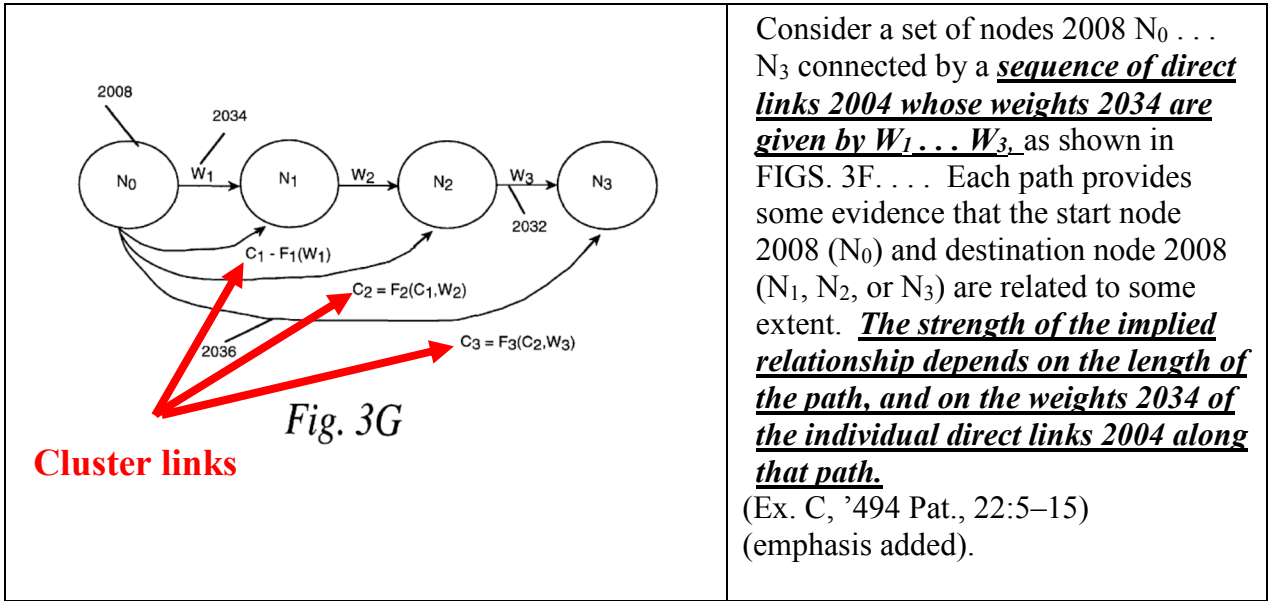 2008
2034
N0
W1
N1
W2
N2
W3
N3
2032
C1 - F1(W1)
C2 = F2(C1,W2)
2036
C3 = F3(C2,W3)
Fig. 3G
Cluster links
Consider a set of nodes 2008 N0 . . .
N3 connected by a sequence of direct
links 2004 whose weights 2034 are
given by W1 . . . W3, as shown in
FIGS. 3F. . . . Each path provides
some evidence that the start node
2008 (N0) and destination node 2008
(N1, N2, or N3) are related to some
extent. The strength of the implied
relationship depends on the length of
the path, and on the weights 2034 of
the individual direct links 2004 along
that path.
(Ex. C, ’494 Pat., 22:5–15)
(emphasis added).